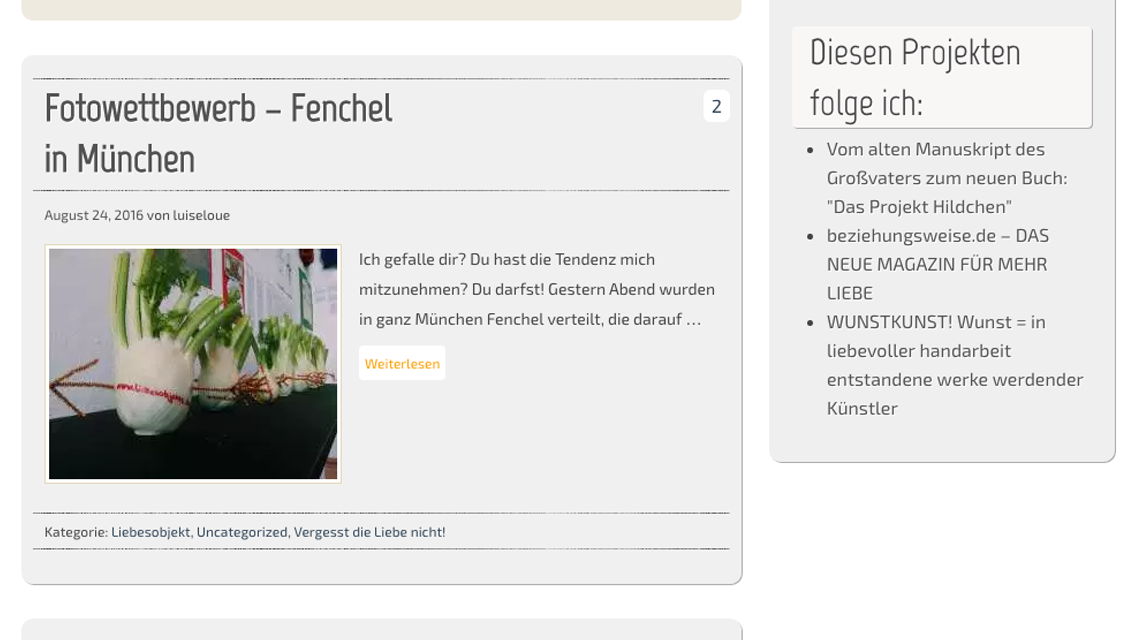 Fotowettbewerb – Fenchel
in München
2
August 24, 2016 von luiseloue
Ich gefalle dir? Du hast die Tendenz mich
mitzunehmen? Du darfst! Gestern Abend wurden
in ganz München Fenchel verteilt, die darauf …
Weiterlesen
Kategorie: Liebesobjekt, Uncategorized, Vergesst die Liebe nicht!
Diesen Projekten
folge ich:
Vom alten Manuskript des
Großvaters zum neuen Buch:
"Das Projekt Hildchen"
beziehungsweise.de – DAS
NEUE MAGAZIN FÜR MEHR
LIEBE
WUNSTKUNST! Wunst = in
liebevoller handarbeit
entstandene werke werdender
Künstler